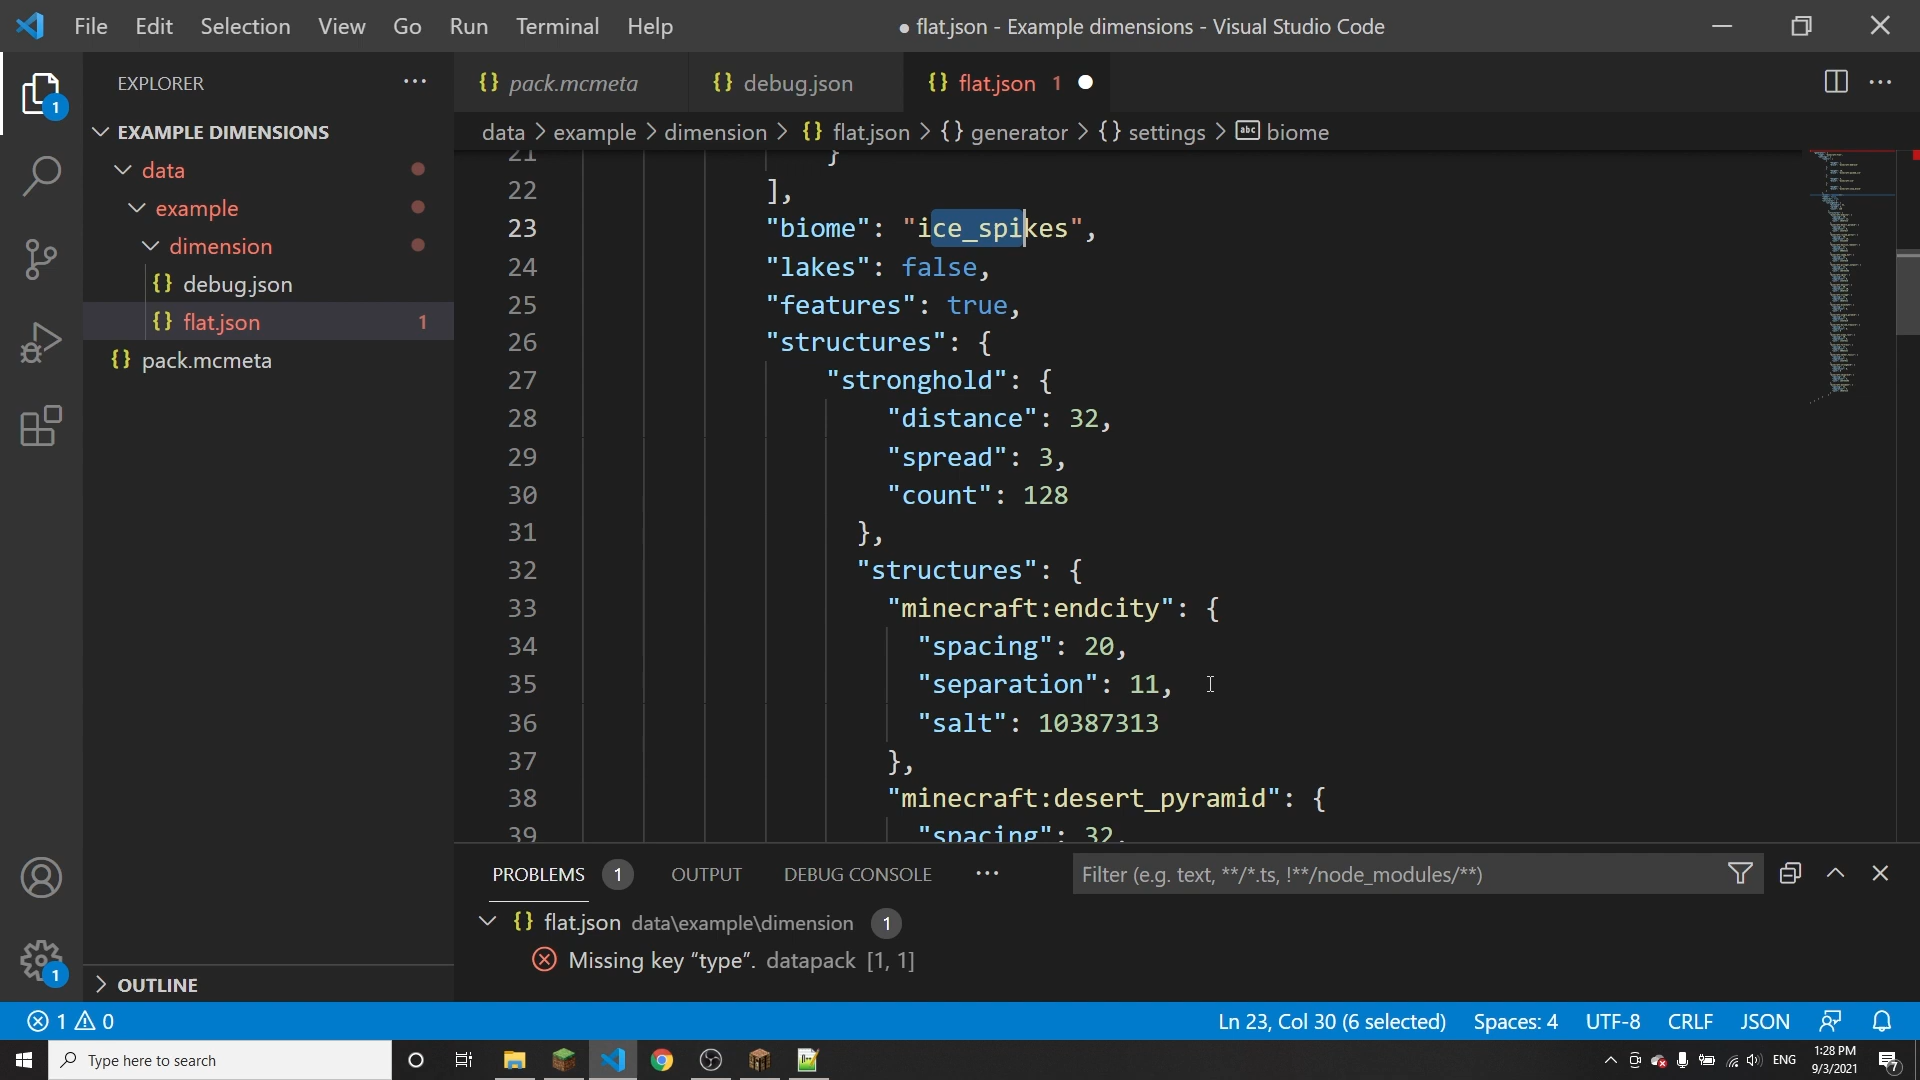 File Edit Selection View Go Run Terminal Help ● flat.json - Example dimensions - Visual Studio Code
EXPLORER
EXAMPLE DIMENSIONS
data
example
dimension
{} debug.json
{} flat.json 1
{} pack.mcmeta
OUTLINE
1
1
{} pack.mcmeta {} debug.json {} flat.json 1
data > example > dimension > {} flat.json > {} generator > {} settings > abc biome
21 }
22 ],
23 "biome": "ice_spikes",
24 "lakes": false,
25 "features": true,
26 "structures": {
27 "stronghold": {
28 "distance": 32,
29 "spread": 3,
30 "count": 128
31 },
32 "structures": {
33 "minecraft:endcity": {
34 "spacing": 20,
35 "separation": 11,
36 "salt": 10387313
37 },
38 "minecraft:desert_pyramid": {
39 "spacing": 32,
PROBLEMS 1 OUTPUT DEBUG CONSOLE ··· Filter (e.g. text, **/*.ts, !**/node_modules/**)
{} flat.json data\example\dimension 1
Missing key “type”. datapack [1, 1]
1 0 Ln 23, Col 30 (6 selected) Spaces: 4 UTF-8 CRLF JSON
Type here to search ENG 1:28 PM
9/3/2021 7